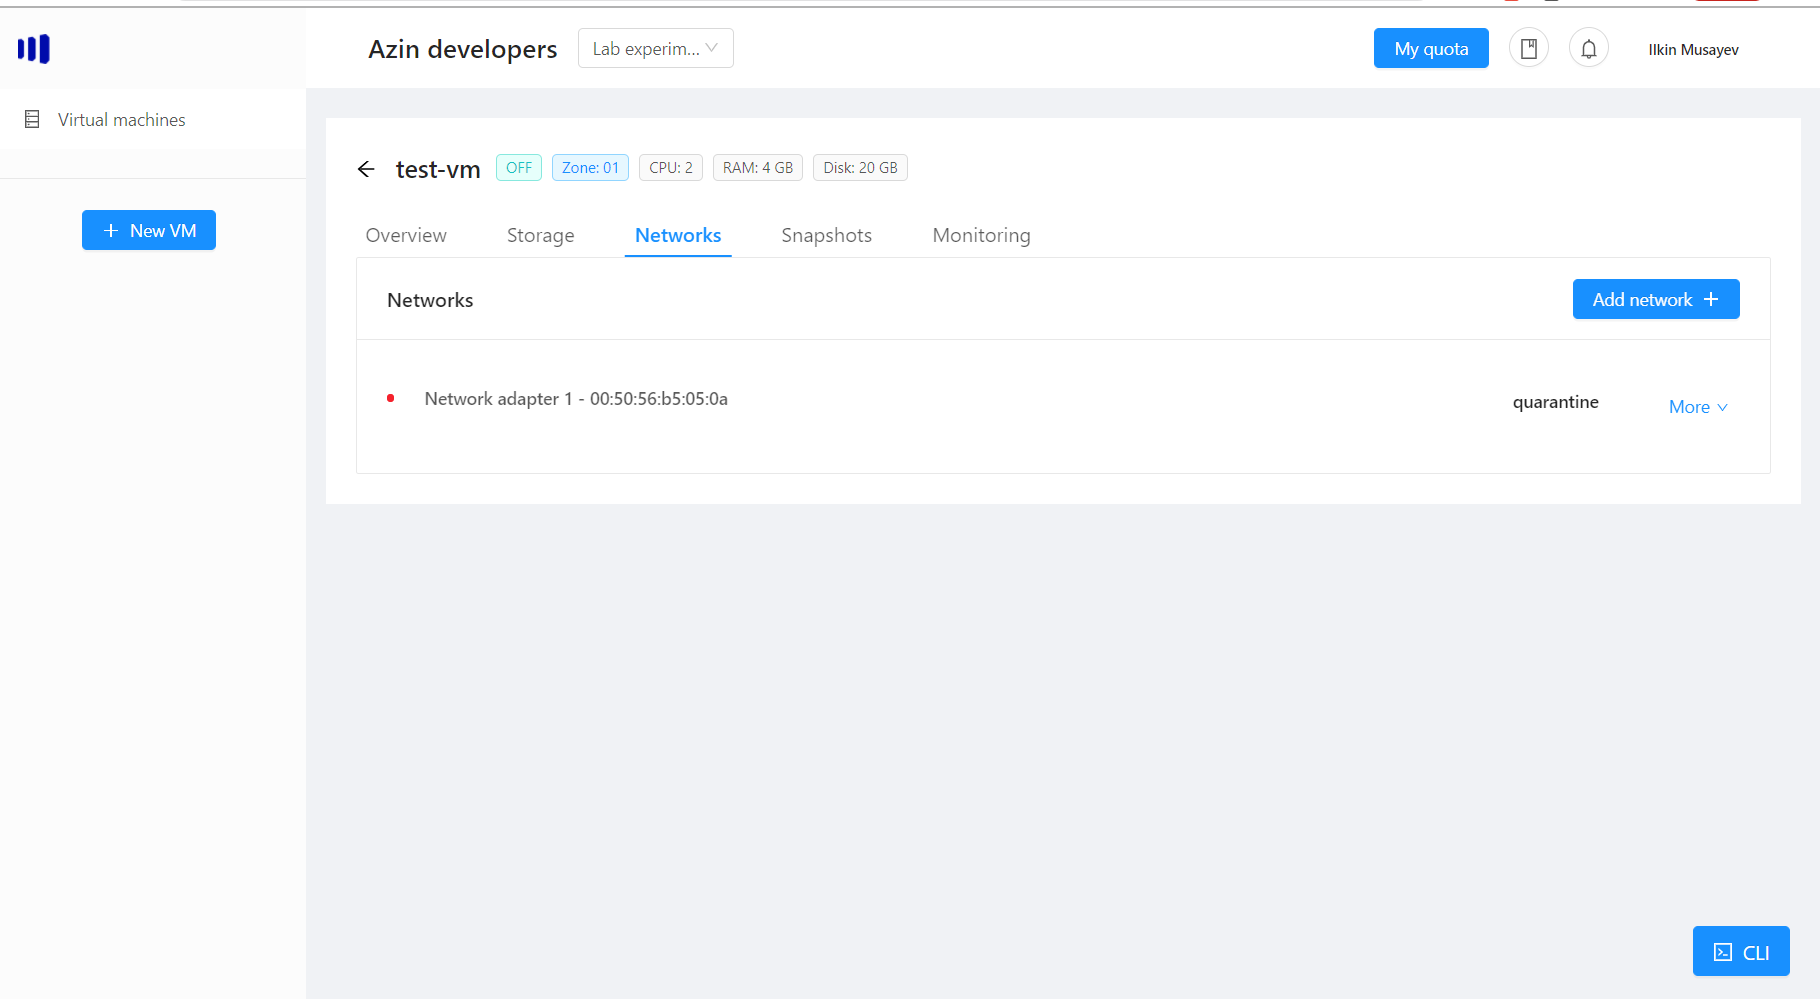 Azin developers
Lab experim...
My quota
Ilkin Musayev
Virtual machines
New VM
test-vm
OFF
Zone: 01
CPU: 2
RAM: 4 GB
Disk: 20 GB
Overview
Storage
Networks
Snapshots
Monitoring
Networks
Add network
Network adapter 1 - 00:50:56:b5:05:0a
quarantine
More
CLI